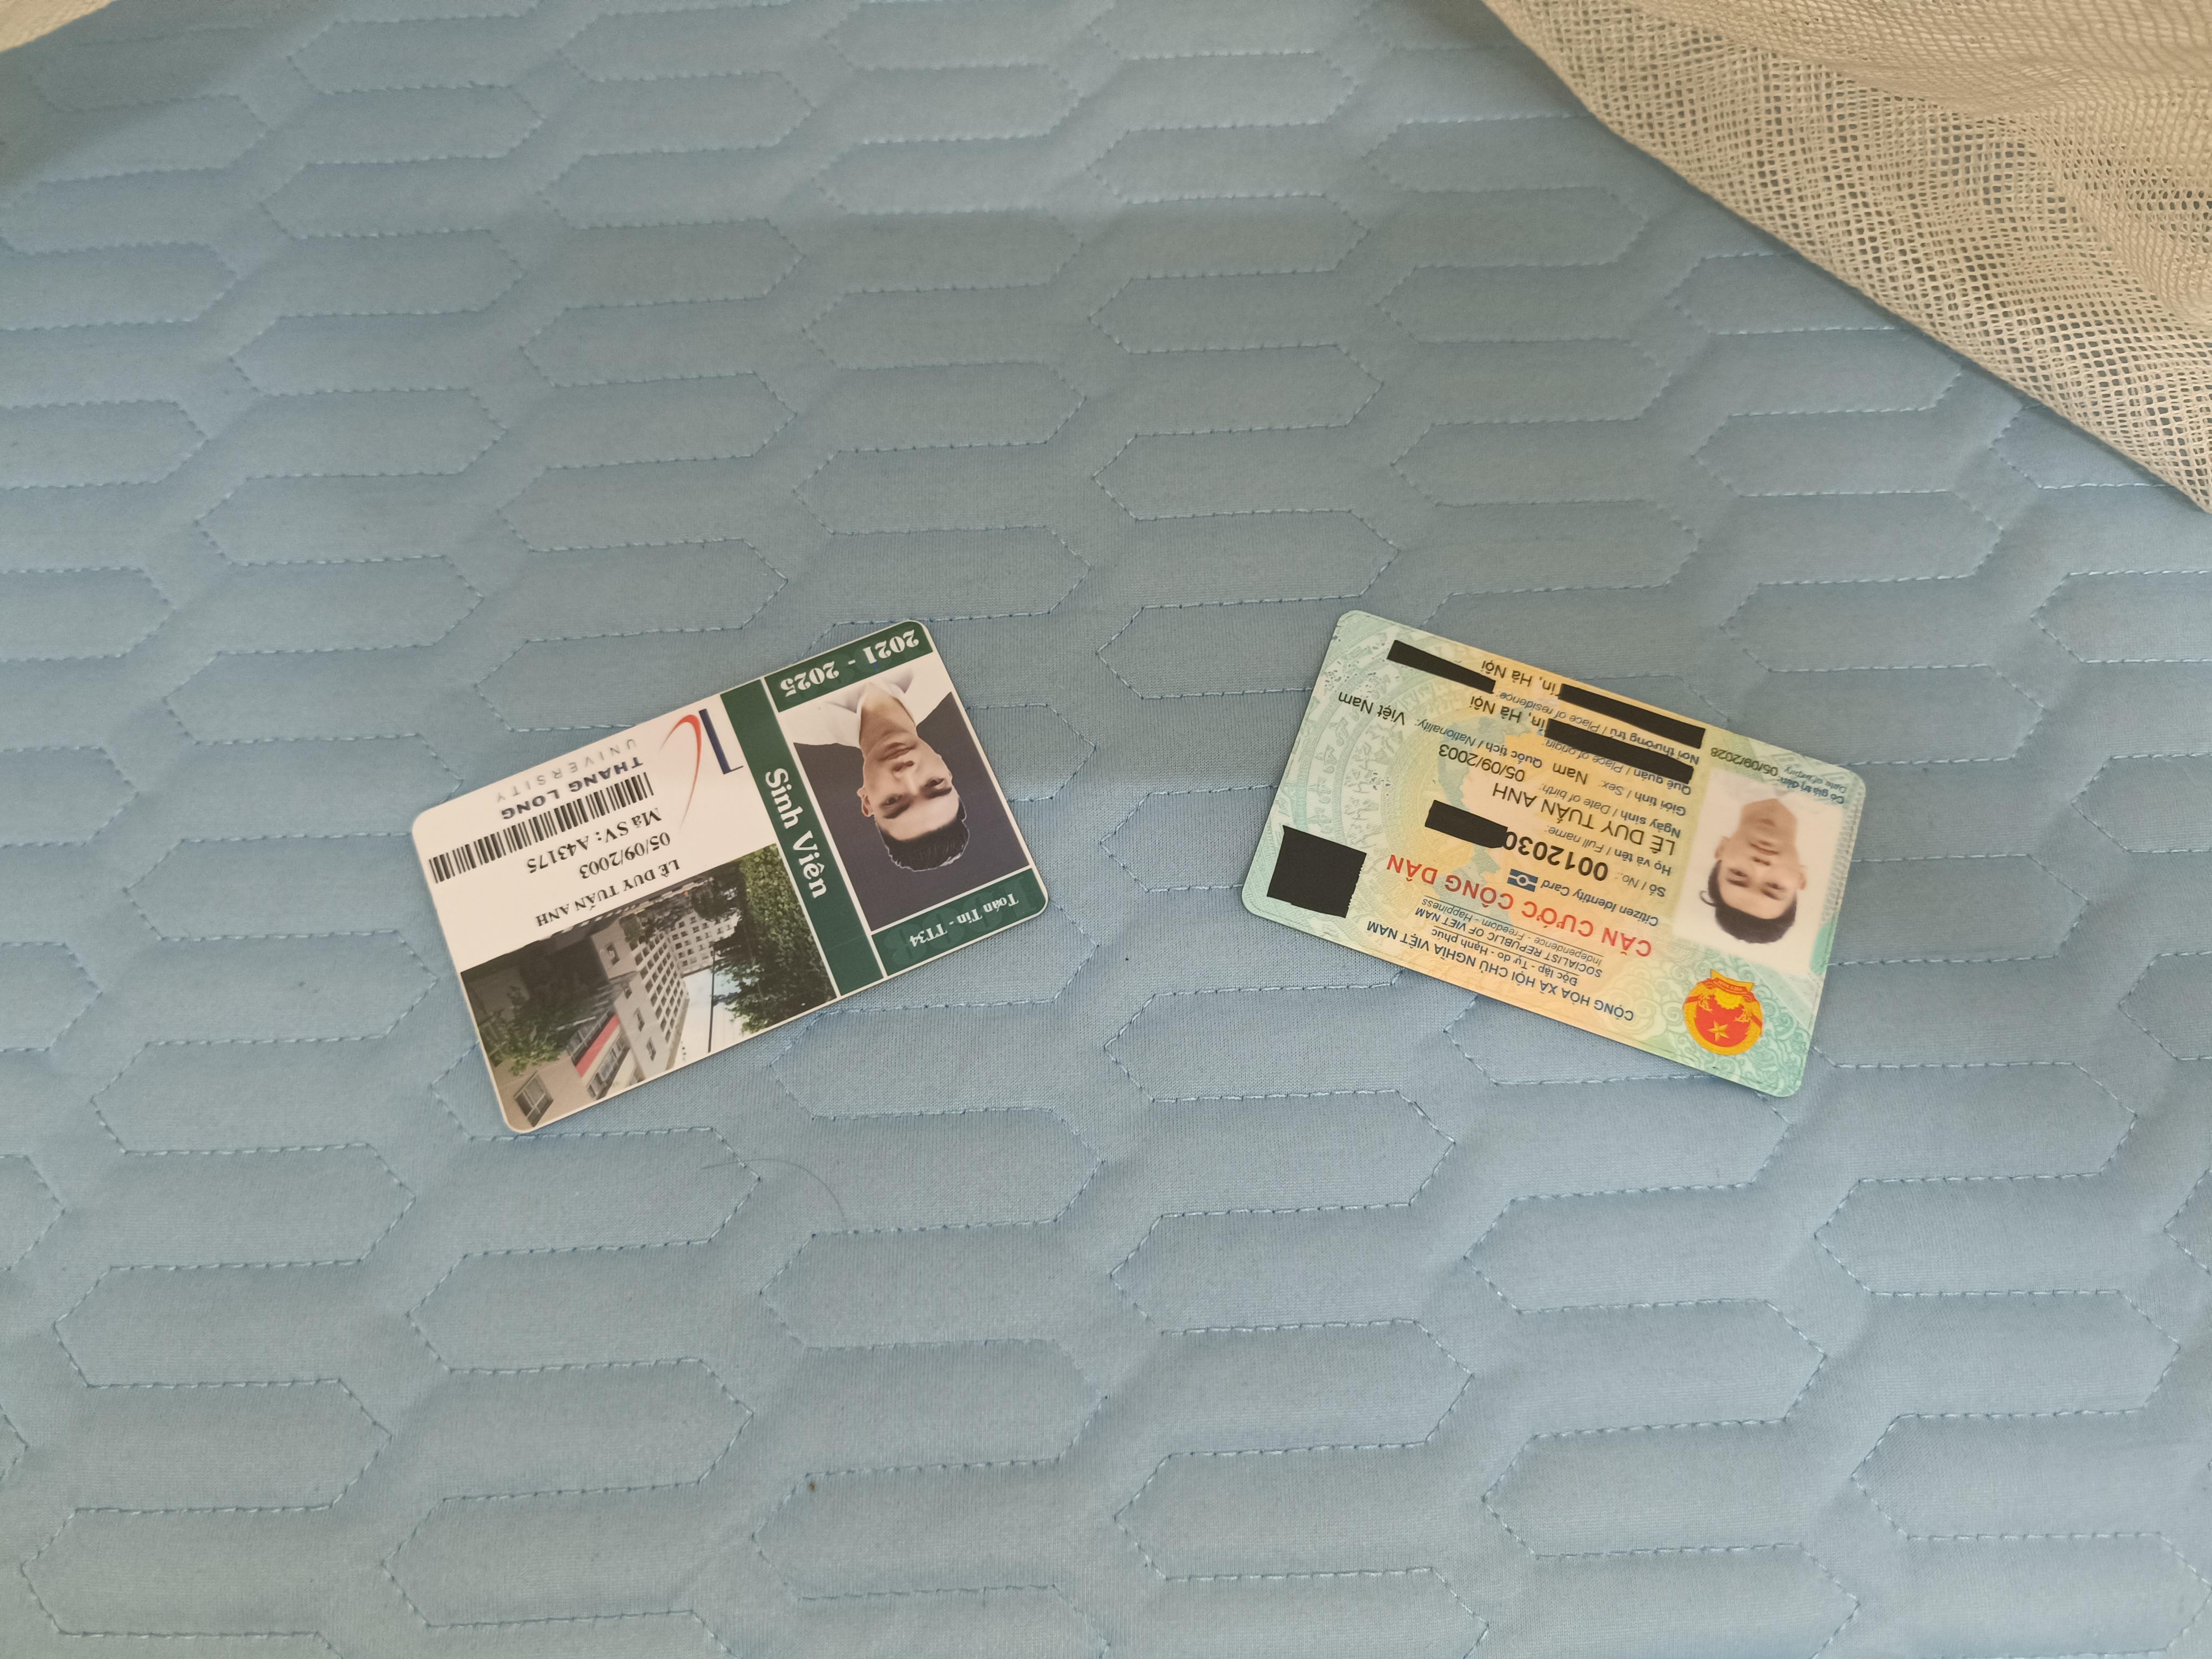 2021 - 2025
Sinh Viên
Toán Tin - TT34
THANG LONG
UNIVERSITY
Mã SV: A43175
05/09/2003
LÊ DUY TUẤN ANH
CỘNG HÒA XÃ HỘI CHỦ NGHĨA VIỆT NAM
Độc lập - Tự do - Hạnh phúc
SOCIALIST REPUBLIC OF VIET NAM
Independence - Freedom - Happiness
CĂN CƯỚC CÔNG DÂN
Citizen Identity Card
Số / No.: 0012030
Họ và tên / Full name:
LÊ DUY TUẤN ANH
Ngày sinh / Date of birth: 05/09/2003
Giới tính / Sex: Nam Quốc tịch / Nationality: Việt Nam
Quê quán / Place of origin:
Hà Nội
Nơi thường trú / Place of residence
Hà Nội
Có giá trị đến: 05/09/2028
Date of expiry